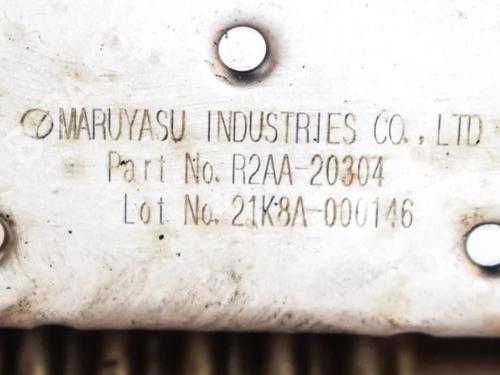 MARUYASU INDUSTRIES CO., LTD
Part No. R2AA-20304
Lot No. 21K8A-000146